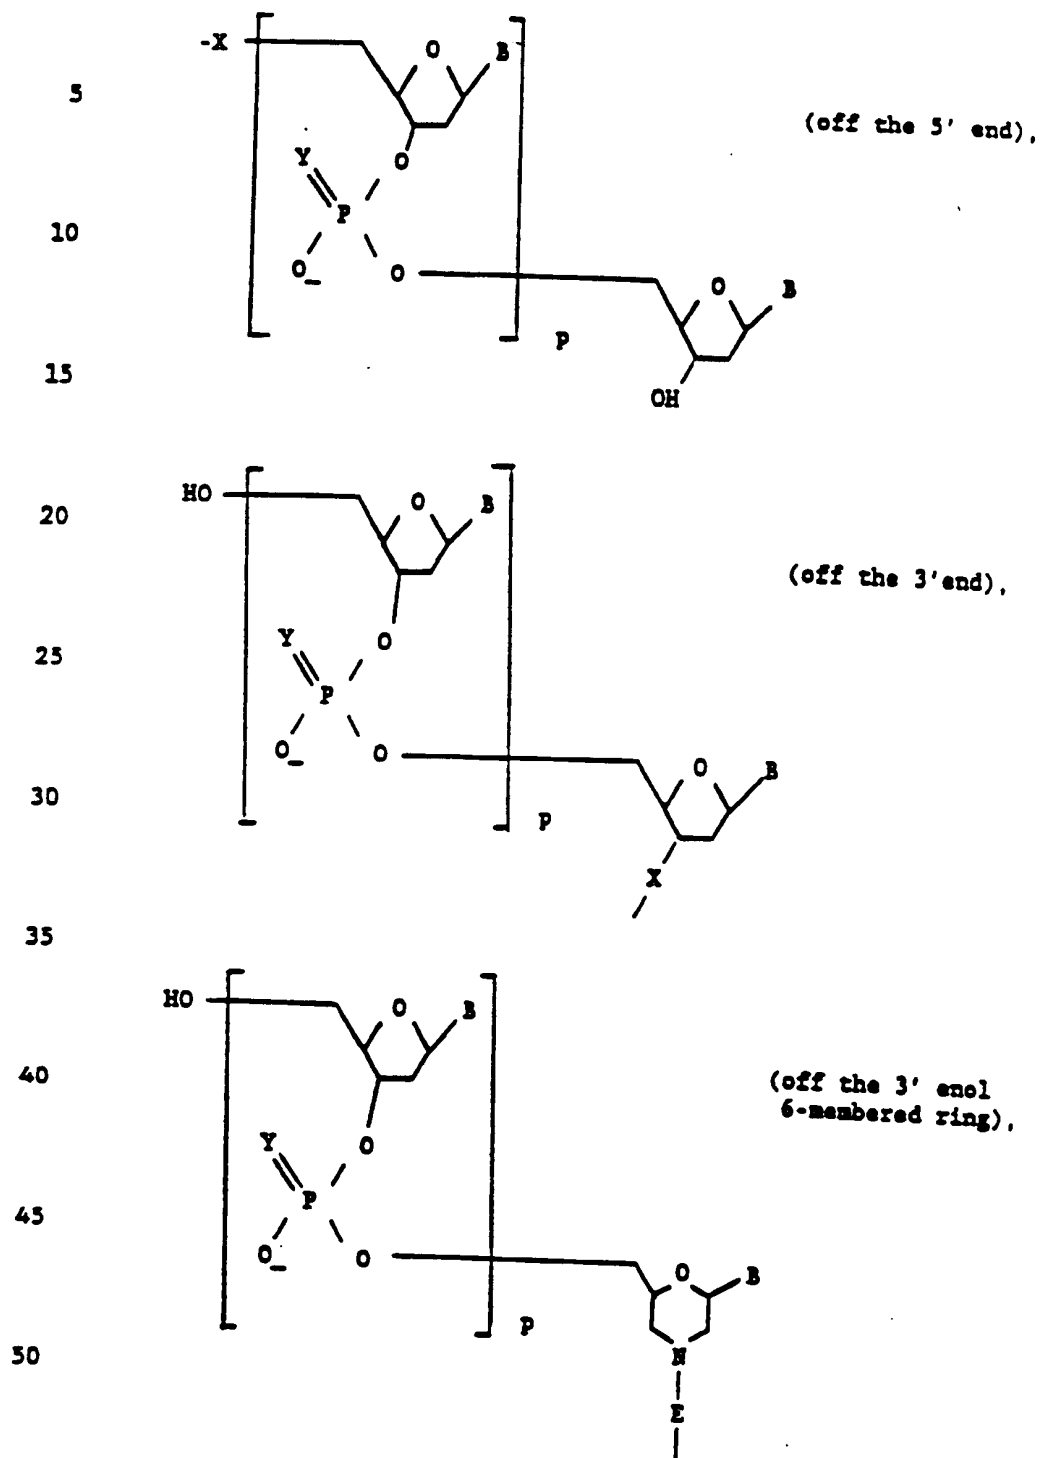 -X O B
5
(off the 5' end),
Y O
P
10
O_ O O B
P
15
OH
HO O B
20
(off the 3'end),
Y O
25
P
O_ O O B
30
P
X
35
HO O B
40
(off the 3' enol
6-membered ring),
Y O
45
P
O_ O O B
P
50
N
E